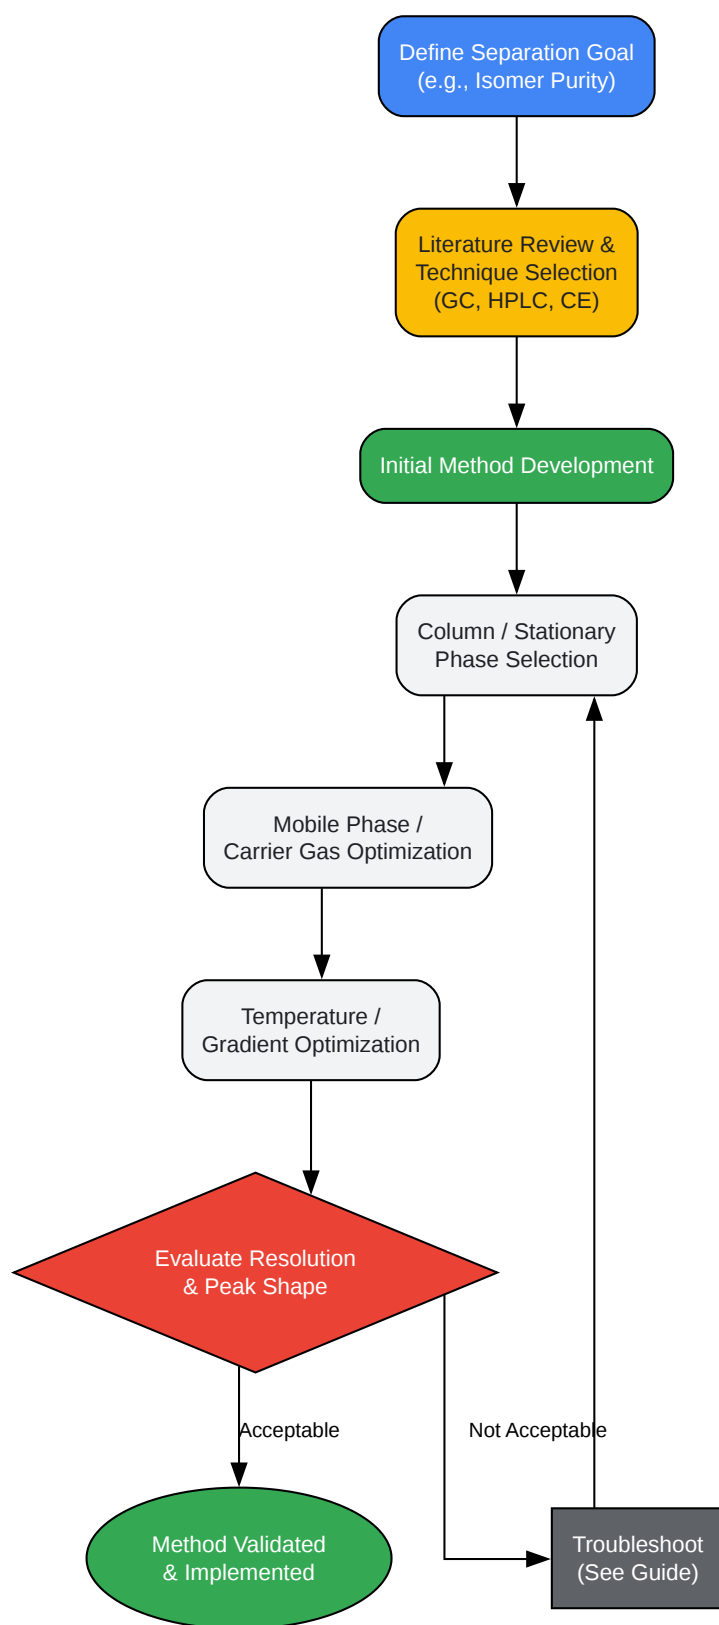 Define Separation Goal
(e.g., Isomer Purity)
Literature Review &
Technique Selection
(GC, HPLC, CE)
Initial Method Development
Column / Stationary
Phase Selection
Mobile Phase /
Carrier Gas Optimization
Temperature /
Gradient Optimization
Evaluate Resolution
& Peak Shape
Acceptable
Not Acceptable
Method Validated
& Implemented
Troubleshoot
(See Guide)